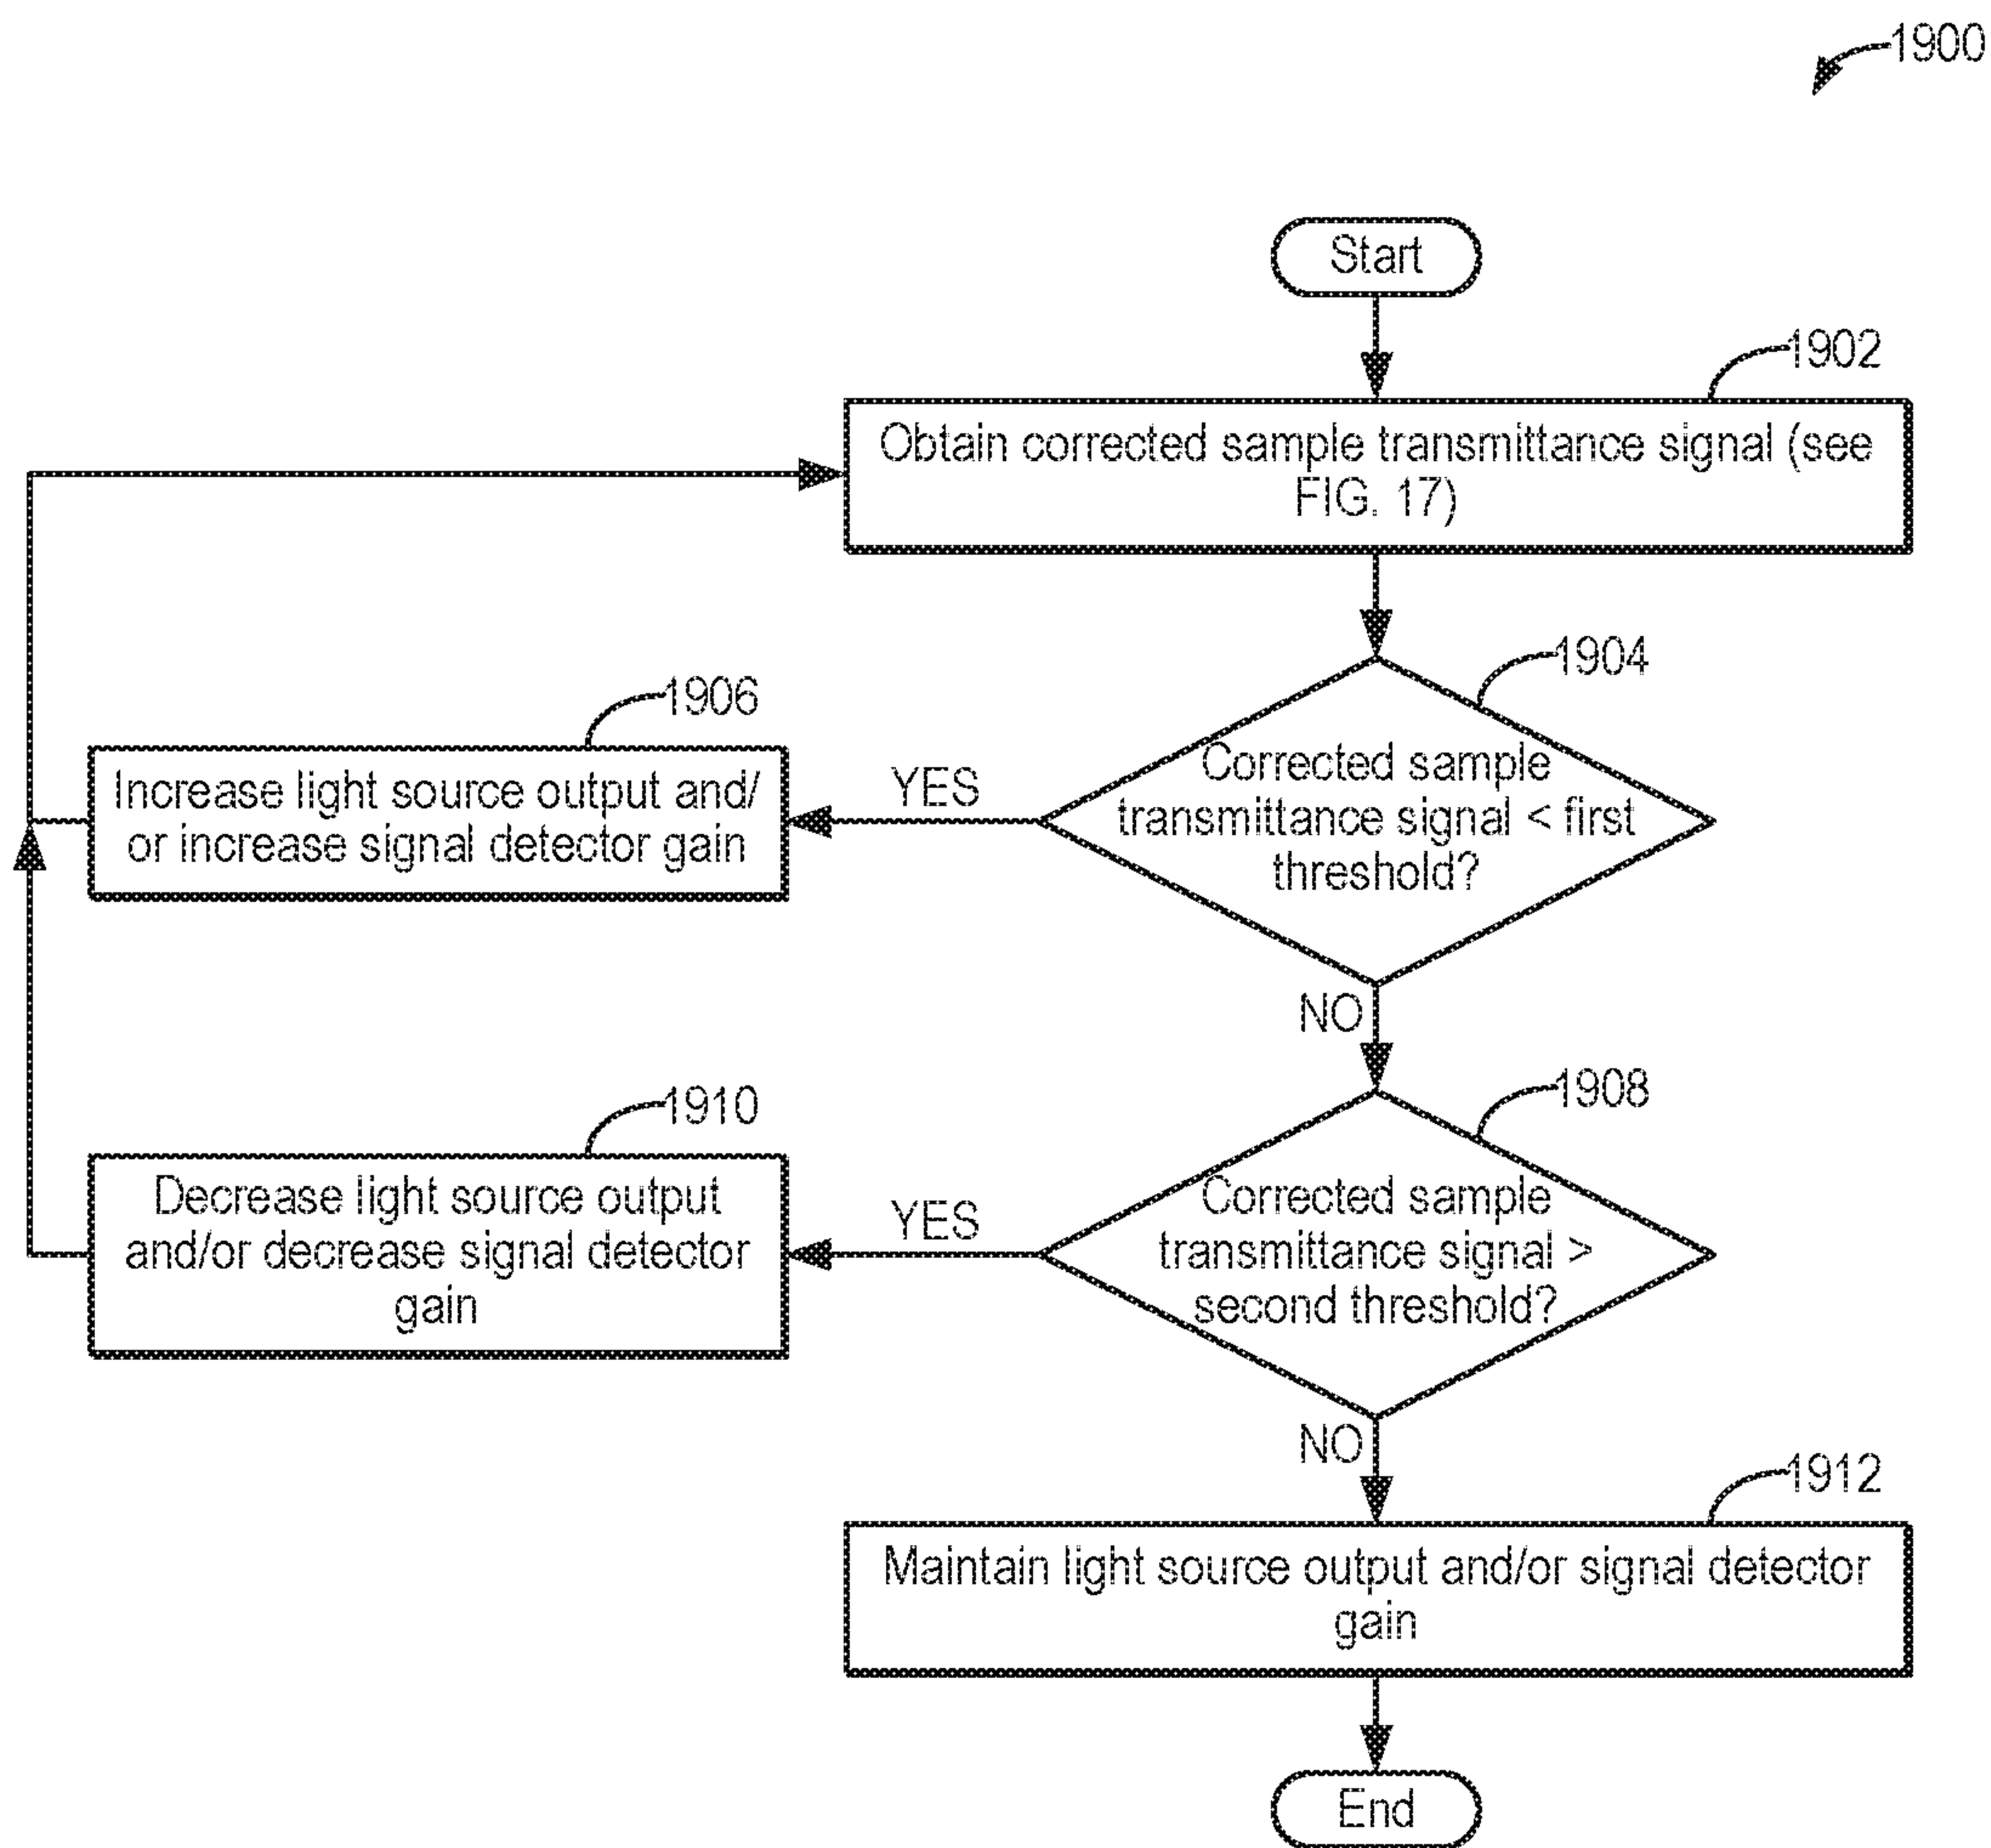 1900
Start
1902
Obtain corrected sample transmittance signal (see
FIG. 17)
1904
Corrected sample
transmittance signal < first
threshold?
YES
1906
Increase light source output and/
or increase signal detector gain
NO
1908
Corrected sample
transmittance signal >
second threshold?
YES
1910
Decrease light source output
and/or decrease signal detector
gain
NO
1912
Maintain light source output and/or signal detector
gain
End